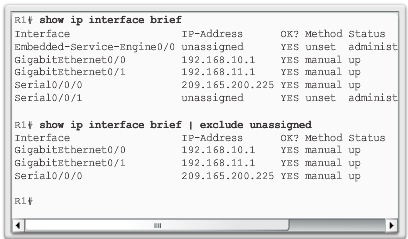 R1# show ip interface brief
Interface IP-Address OK? Method Status
Embedded-Service-Engine0/0 unassigned YES unset administ
GigabitEthernet0/0 192.168.10.1 YES manual up
GigabitEthernet0/1 192.168.11.1 YES manual up
Serial0/0/0 209.165.200.225 YES manual up
Serial0/0/1 unassigned YES unset administ
R1# show ip interface brief | exclude unassigned
Interface IP-Address OK? Method Status
GigabitEthernet0/0 192.168.10.1 YES manual up
GigabitEthernet0/1 192.168.11.1 YES manual up
Serial0/0/0 209.165.200.225 YES manual up
R1#